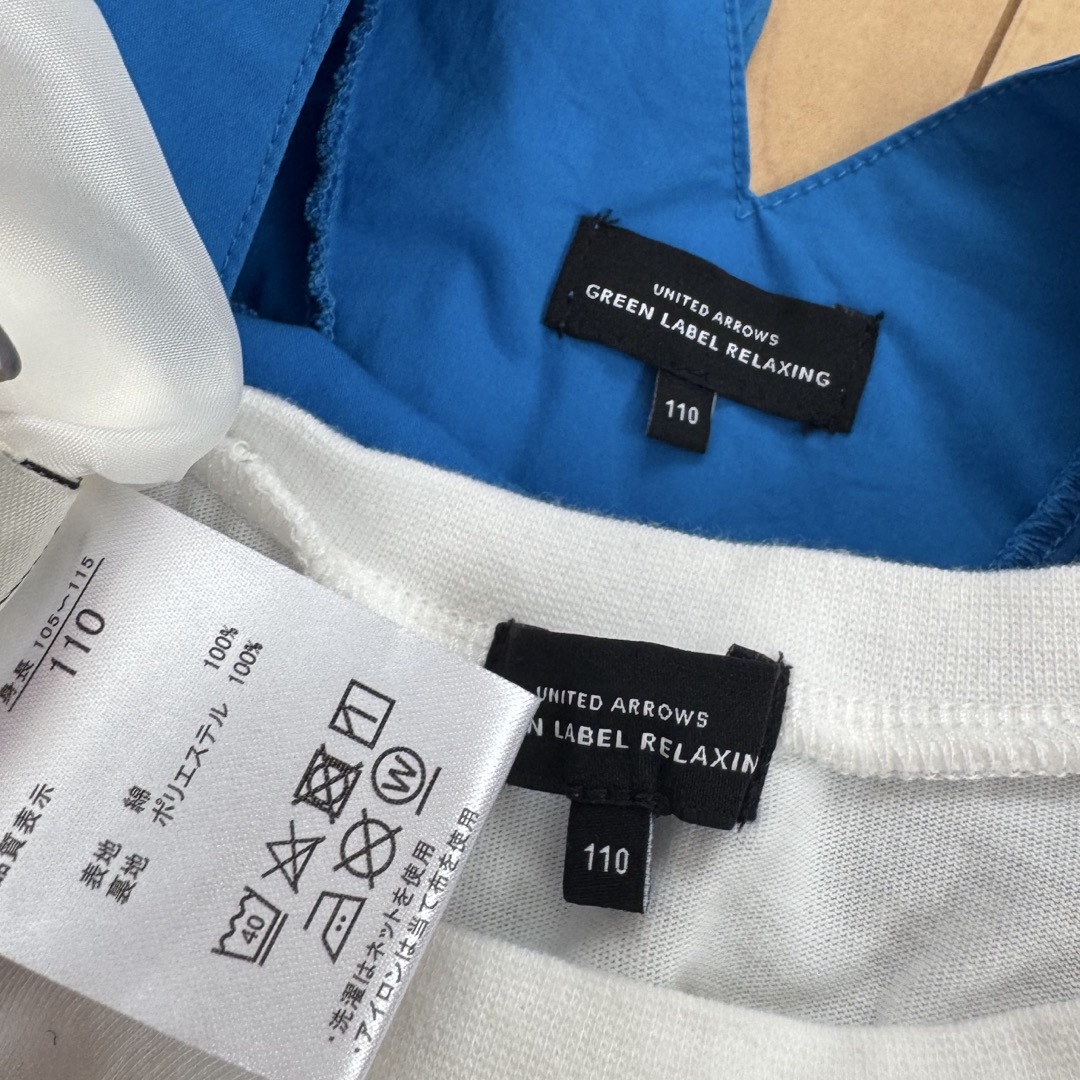 UNITED ARROWS
GREEN LABEL RELAXING
110
UNITED ARROWS
N LABEL RELAXIN
110
身長 105～115
110
質表示
表地 綿 100%
裏地 ポリエステル 100%
40
W
・洗濯はネットを使用
・アイロンは当て布を使用